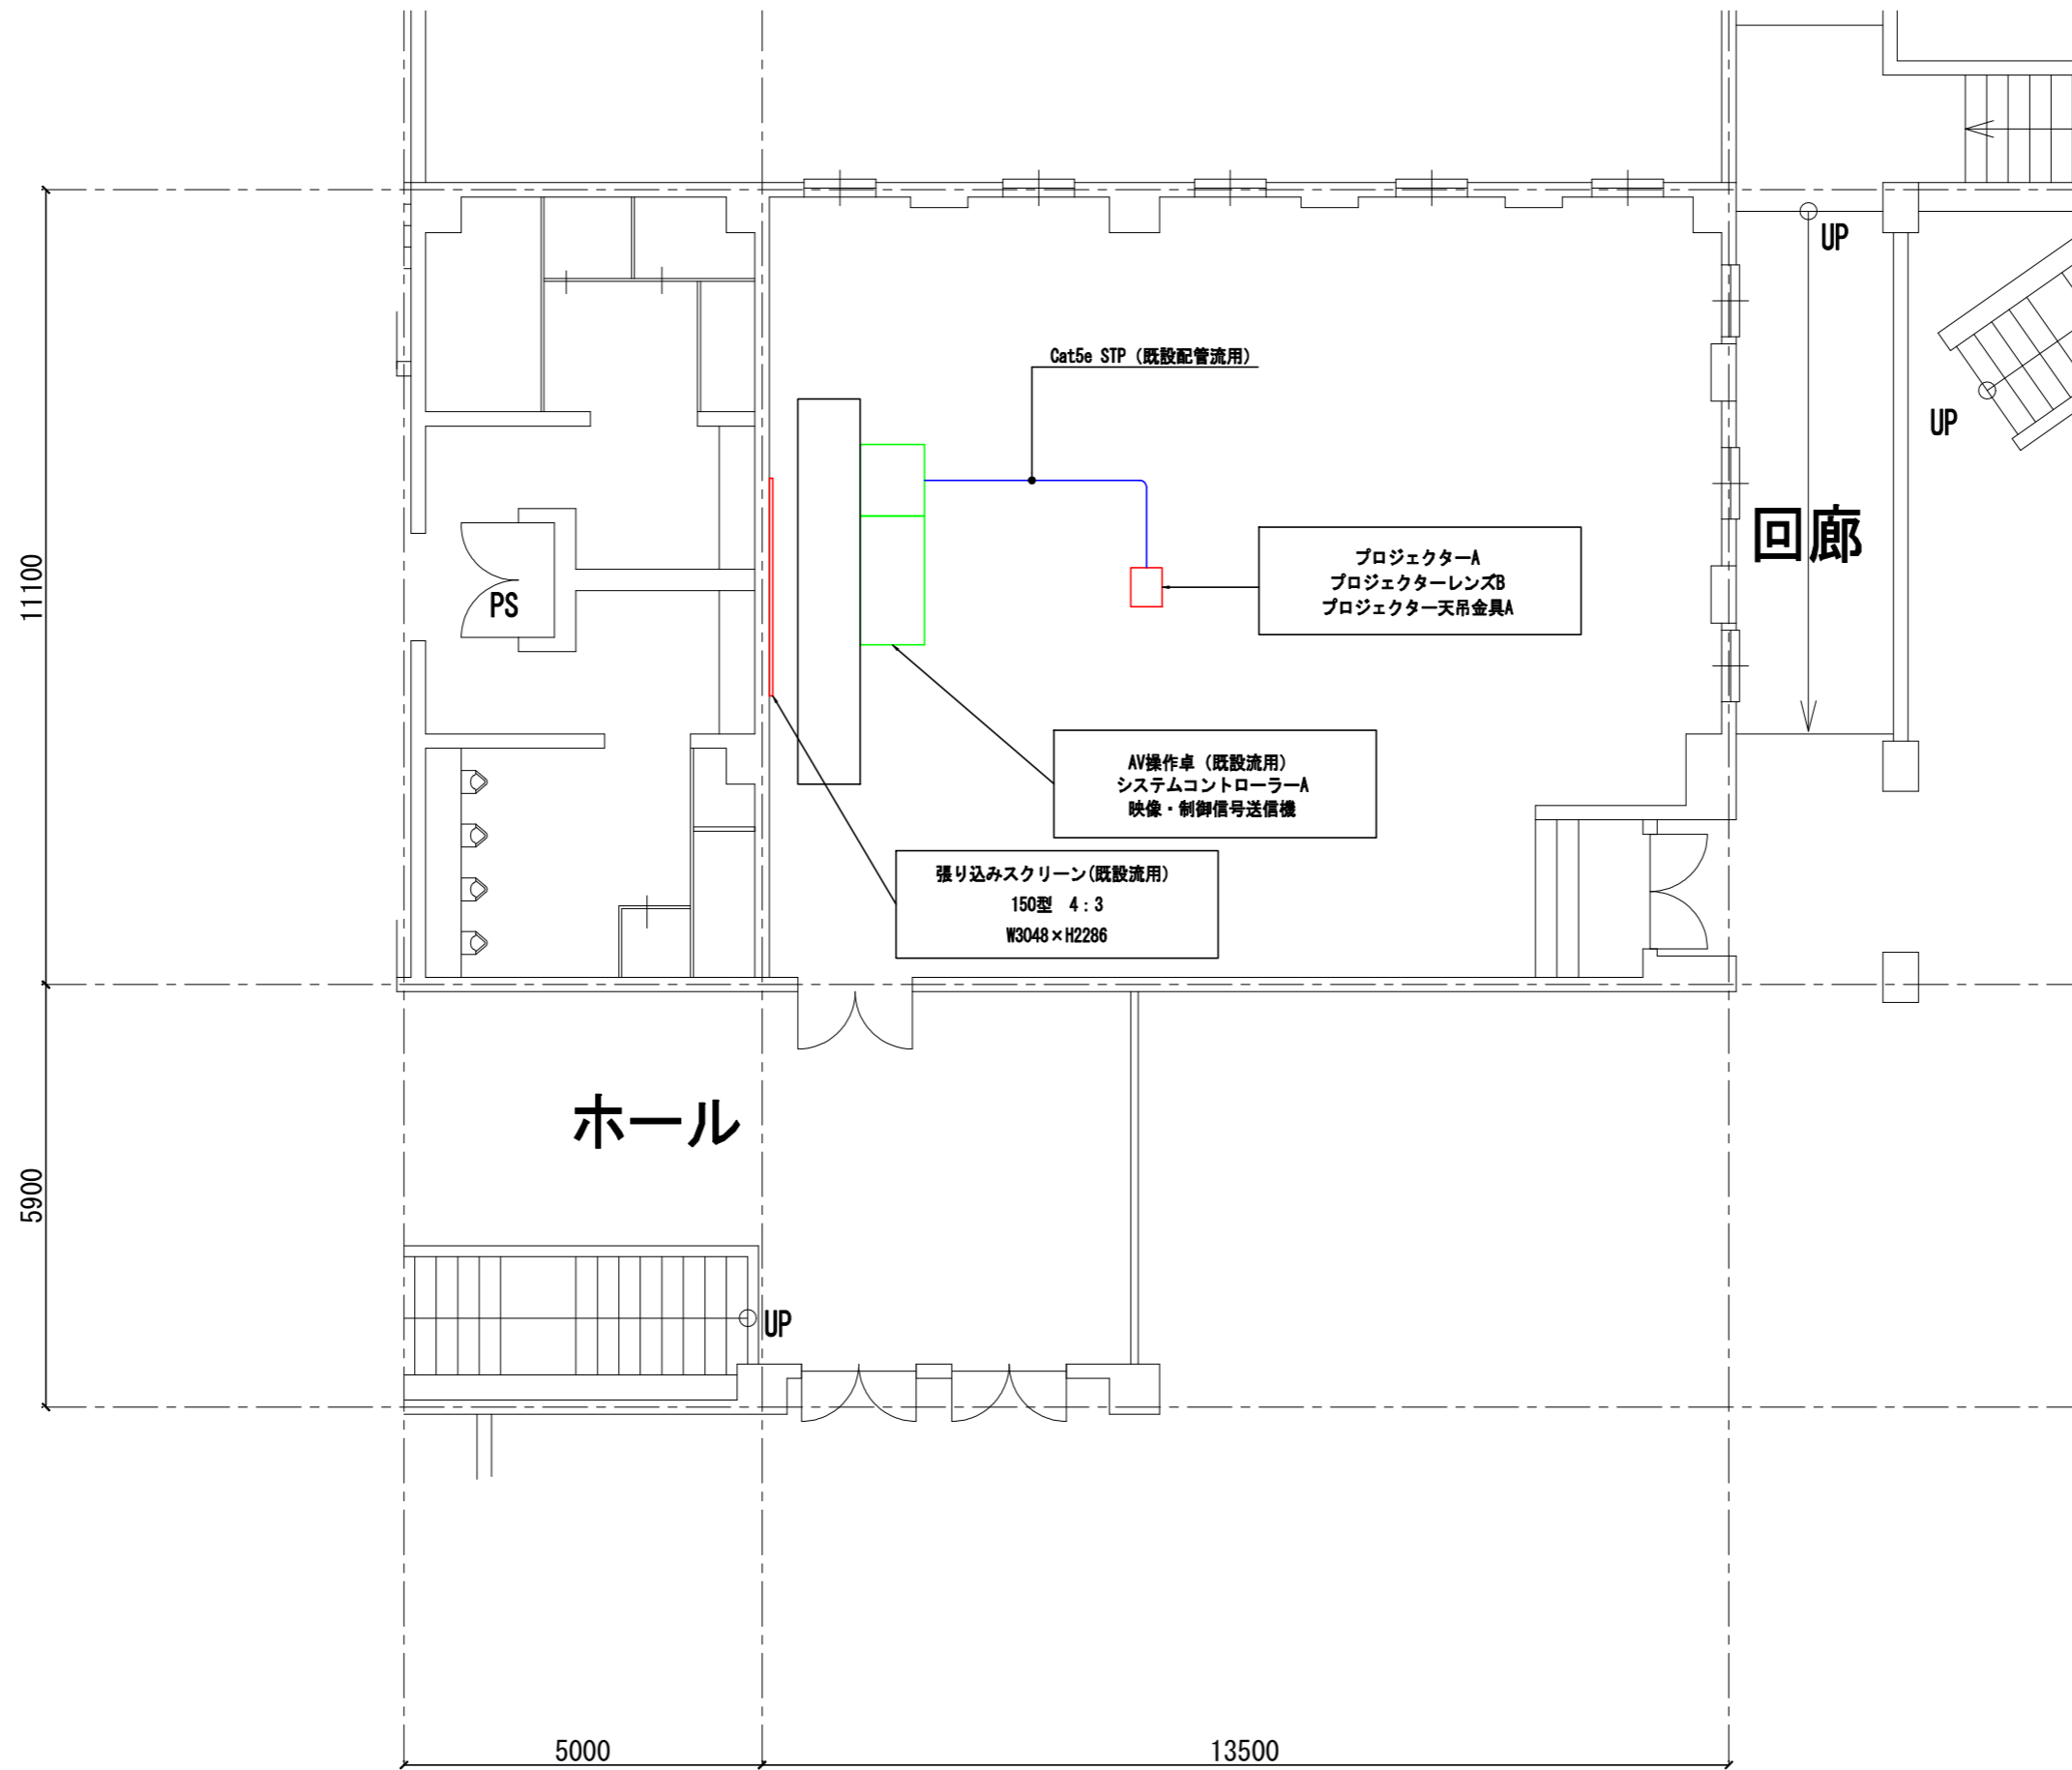 UP
Cat5e STP (既設配管流用)
UP
回廊
プロジェクターA
プロジェクターレンズB
プロジェクター天吊金具A
11100
PS
AV操作卓（既設流用）
システムコントローラーA
映像・制御信号送信機
張り込みスクリーン(既設流用)
150型　4：3
W3048×H2286
ホール
5900
UP
5000
13500